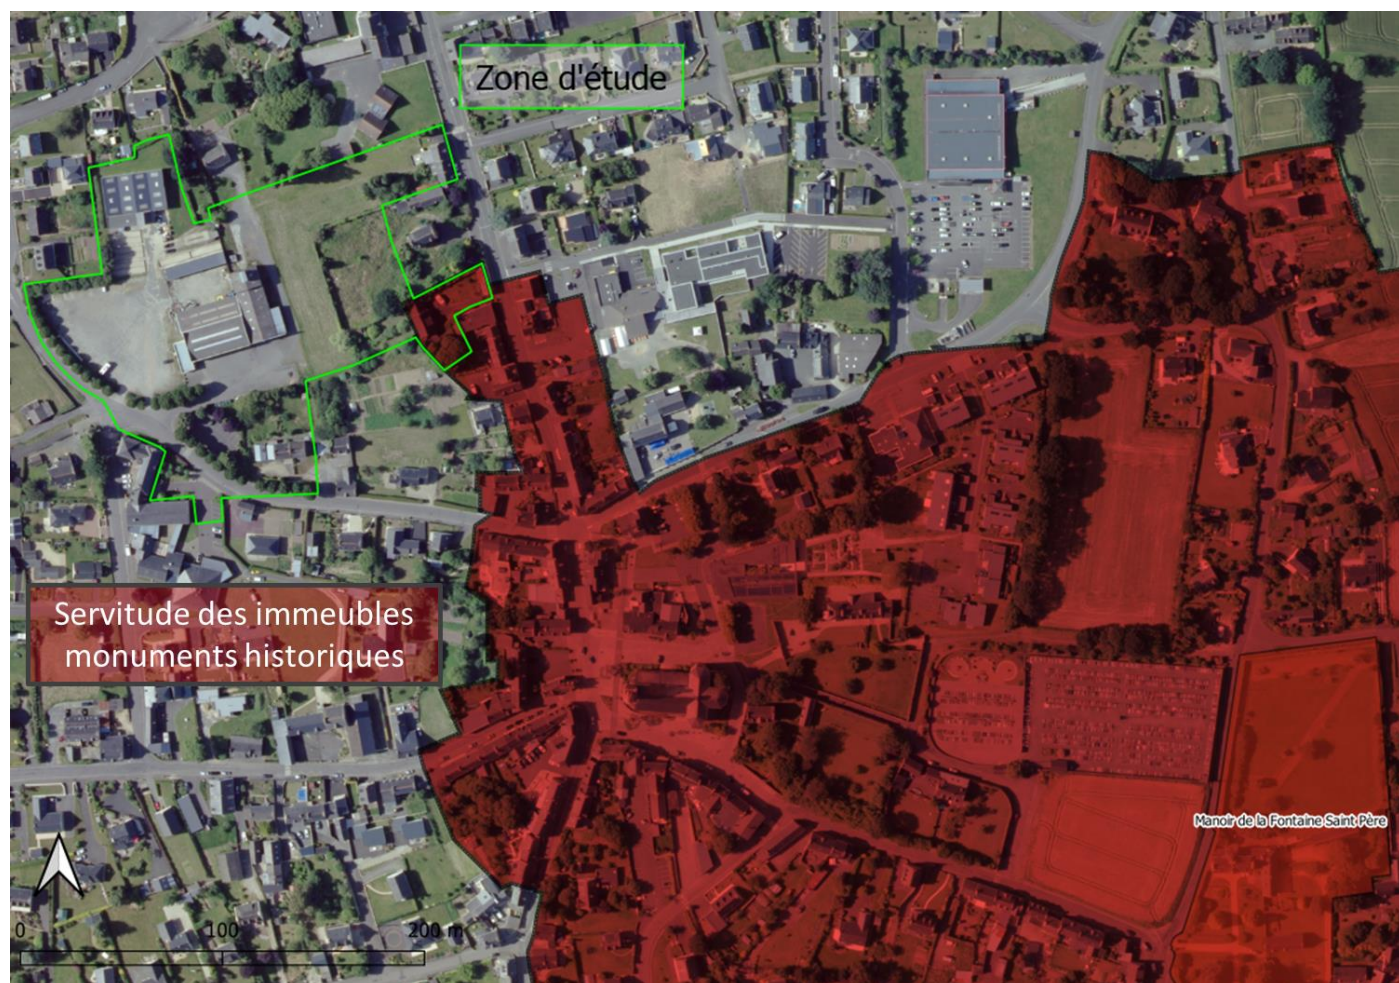 Zone d'étude
Servitude des immeubles
monuments historiques
Manoir de la Fontaine Saint Père
0 100 200 m